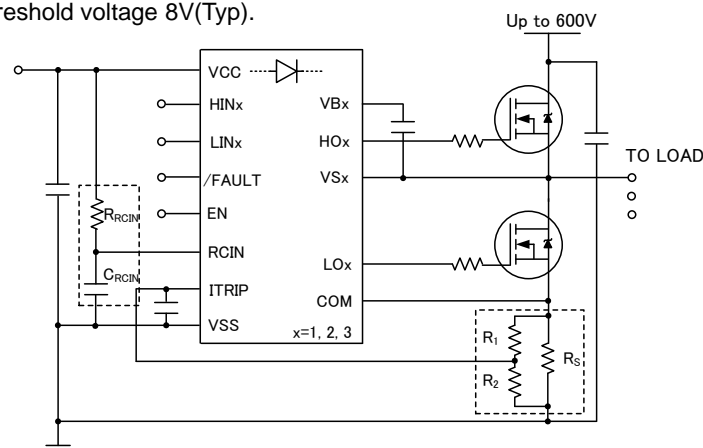 reshold voltage 8V(Typ).
Up to 600V
VCC
HINx
VBx
LINx
HOx
TO LOAD
/FAULT
VSx
EN
RRCIN
RCIN
LOx
CRCIN
ITRIP
COM
VSS
x=1, 2, 3
R1
RS
R2